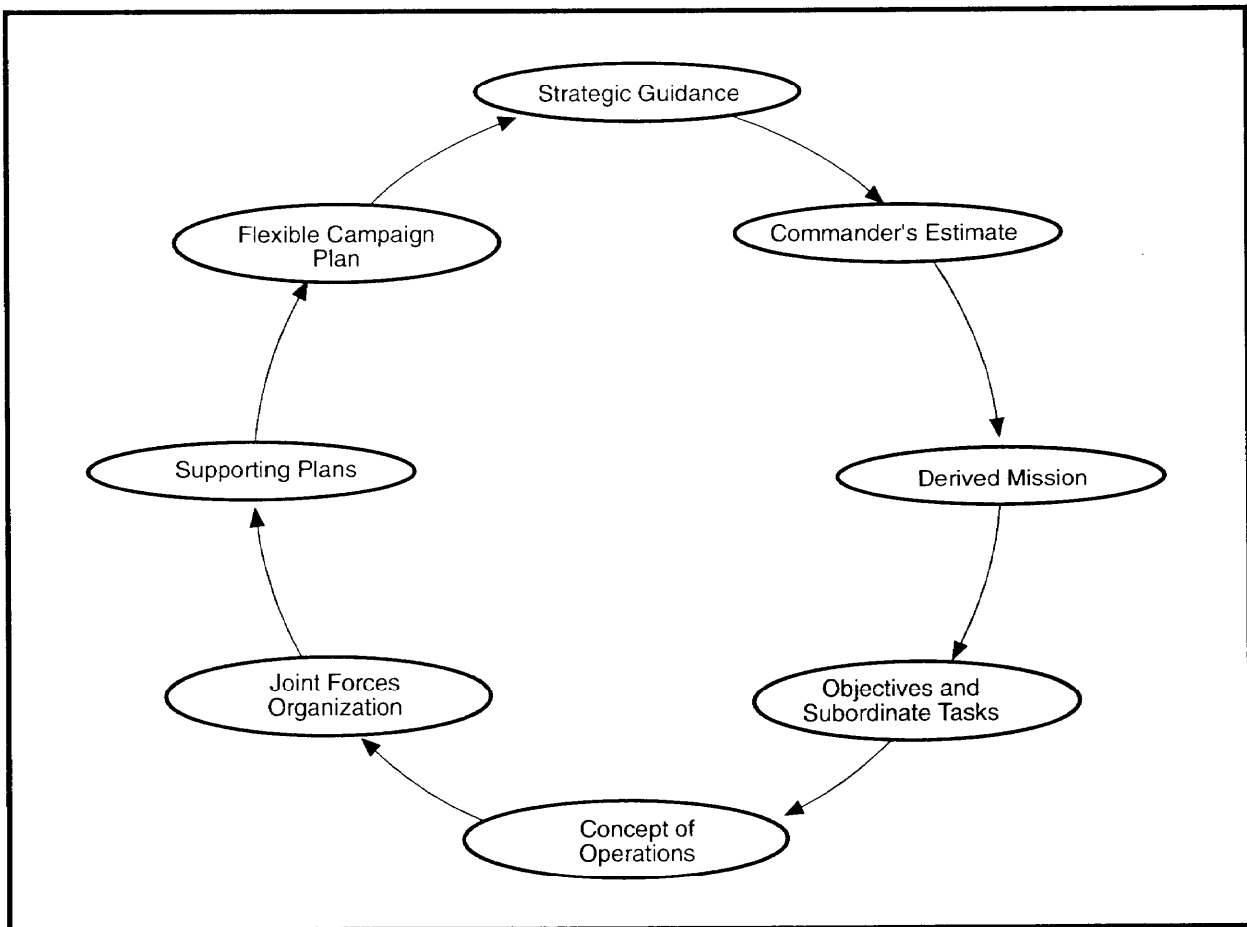 Strategic Guidance
Commander's Estimate
Derived Mission
Objectives and
Subordinate Tasks
Concept of
Operations
Joint Forces
Organization
Supporting Plans
Flexible Campaign
Plan